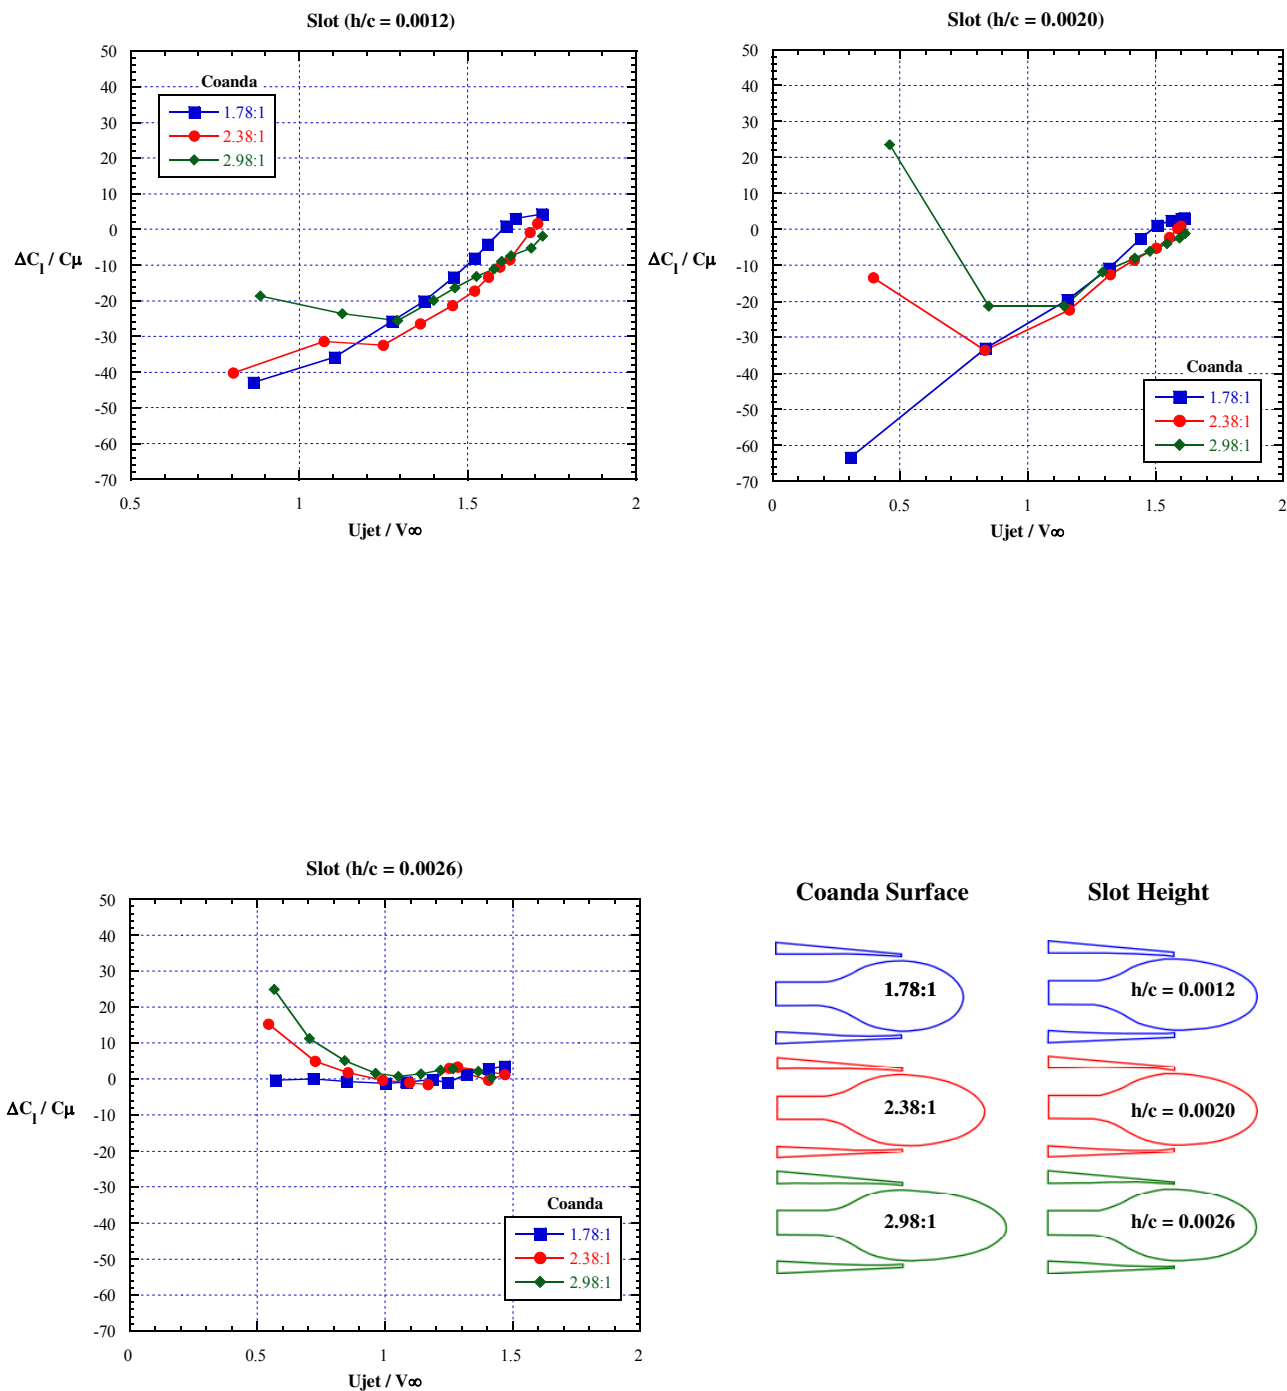 Slot (h/c = 0.0012)
50
40
30
20
10
0
-10
-20
-30
-40
-50
-60
-70
ΔCl / Cμ
Coanda
1.78:1
2.38:1
2.98:1
0.5 1 1.5 2
Ujet / V∞
Slot (h/c = 0.0020)
50
40
30
20
10
0
-10
-20
-30
-40
-50
-60
-70
ΔCl / Cμ
Coanda
1.78:1
2.38:1
2.98:1
0 0.5 1 1.5 2
Ujet / V∞
Slot (h/c = 0.0026)
50
40
30
20
10
0
-10
-20
-30
-40
-50
-60
-70
ΔCl / Cμ
Coanda
1.78:1
2.38:1
2.98:1
0 0.5 1 1.5 2
Ujet / V∞
Coanda Surface
1.78:1
2.38:1
2.98:1
Slot Height
h/c = 0.0012
h/c = 0.0020
h/c = 0.0026